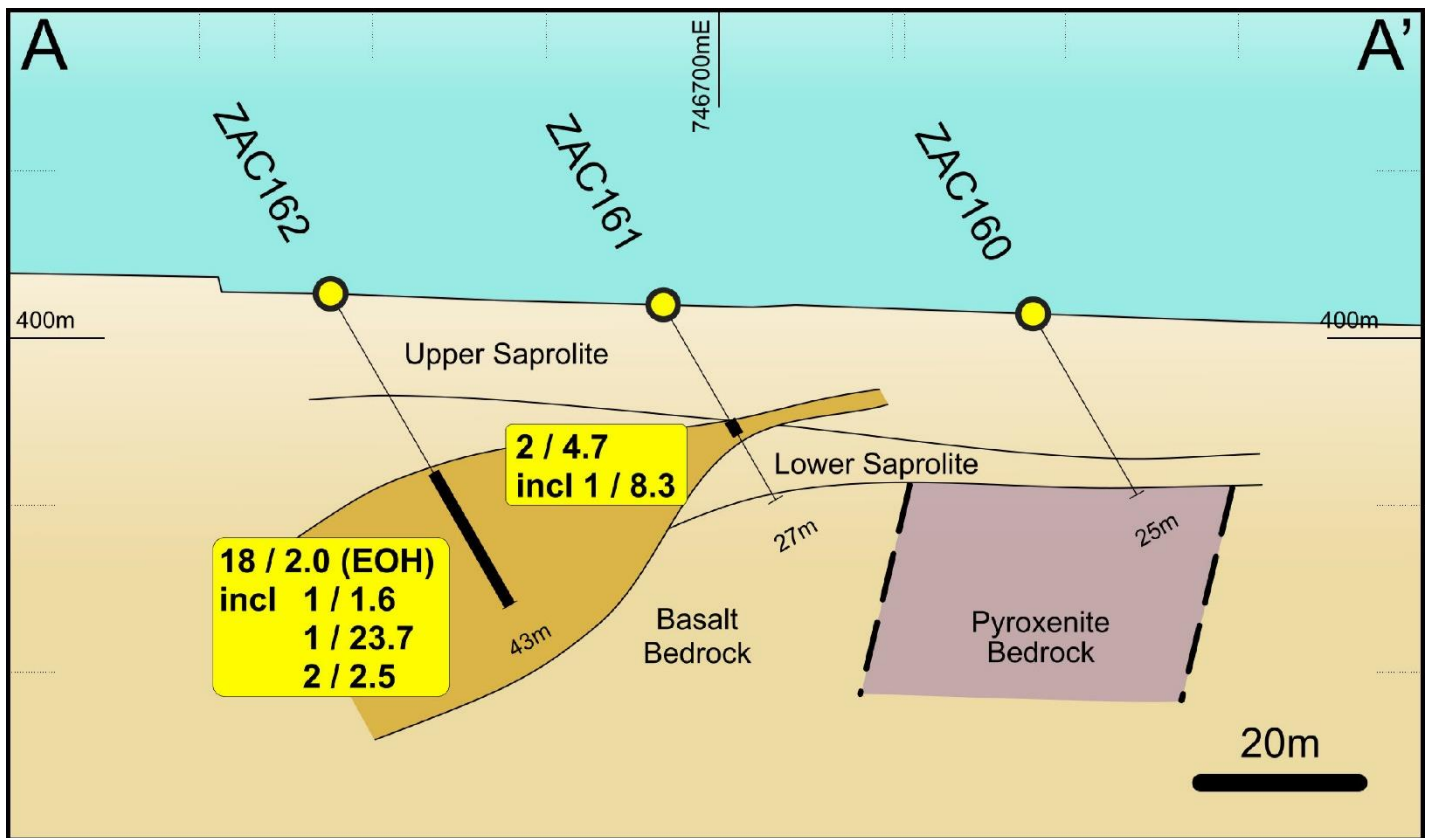 A
A’
746700mE
ZAC162
ZAC161
ZAC160
400m
400m
Upper Saprolite
2 / 4.7
incl 1 / 8.3
Lower Saprolite
27m
25m
18 / 2.0 (EOH)
incl 1 / 1.6
1 / 23.7
2 / 2.5
43m
Basalt
Bedrock
Pyroxenite
Bedrock
20m